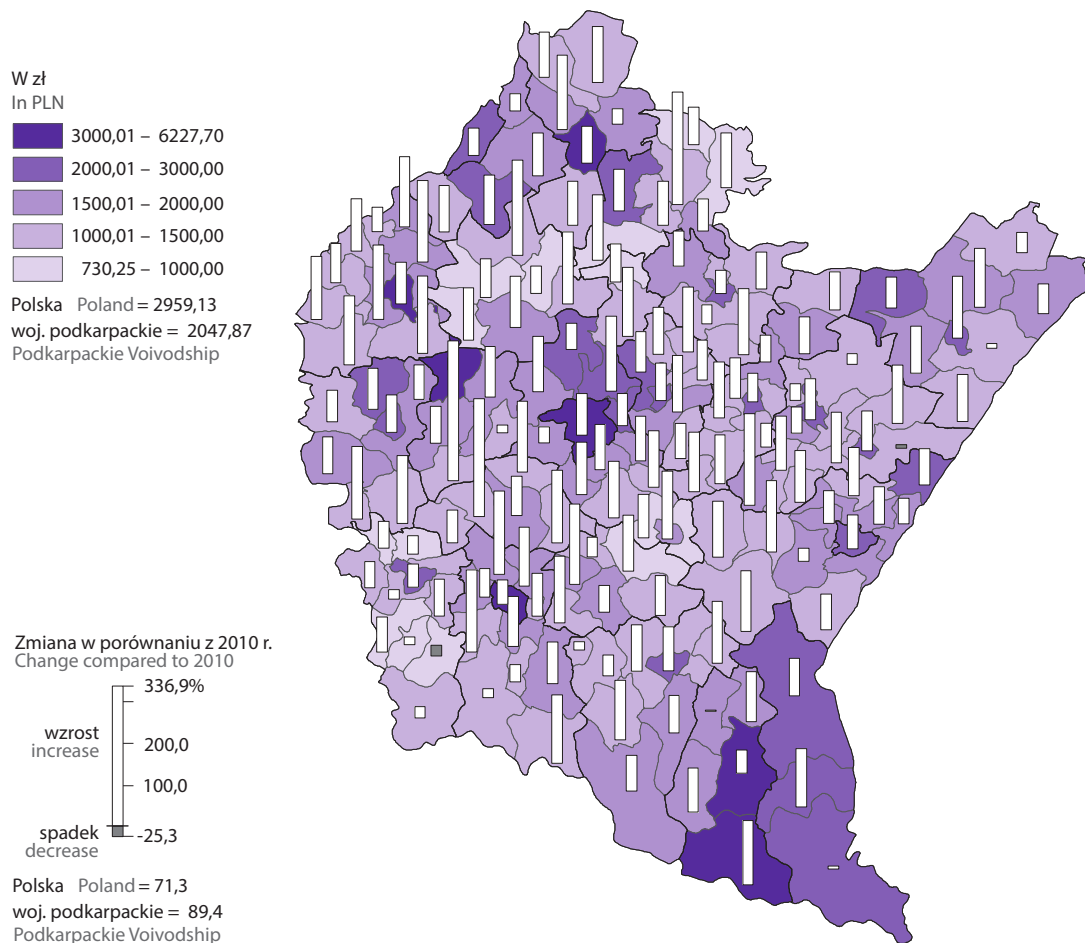 W zł
In PLN
3000,01 – 6227,70
2000,01 – 3000,00
1500,01 – 2000,00
1000,01 – 1500,00
730,25 – 1000,00
Polska Poland = 2959,13
woj. podkarpackie = 2047,87
Podkarpackie Voivodship
Zmiana w porównaniu z 2010 r.
Change compared to 2010
336,9%
wzrost
increase
200,0
100,0
spadek
decrease
-25,3
Polska Poland = 71,3
woj. podkarpackie = 89,4
Podkarpackie Voivodship